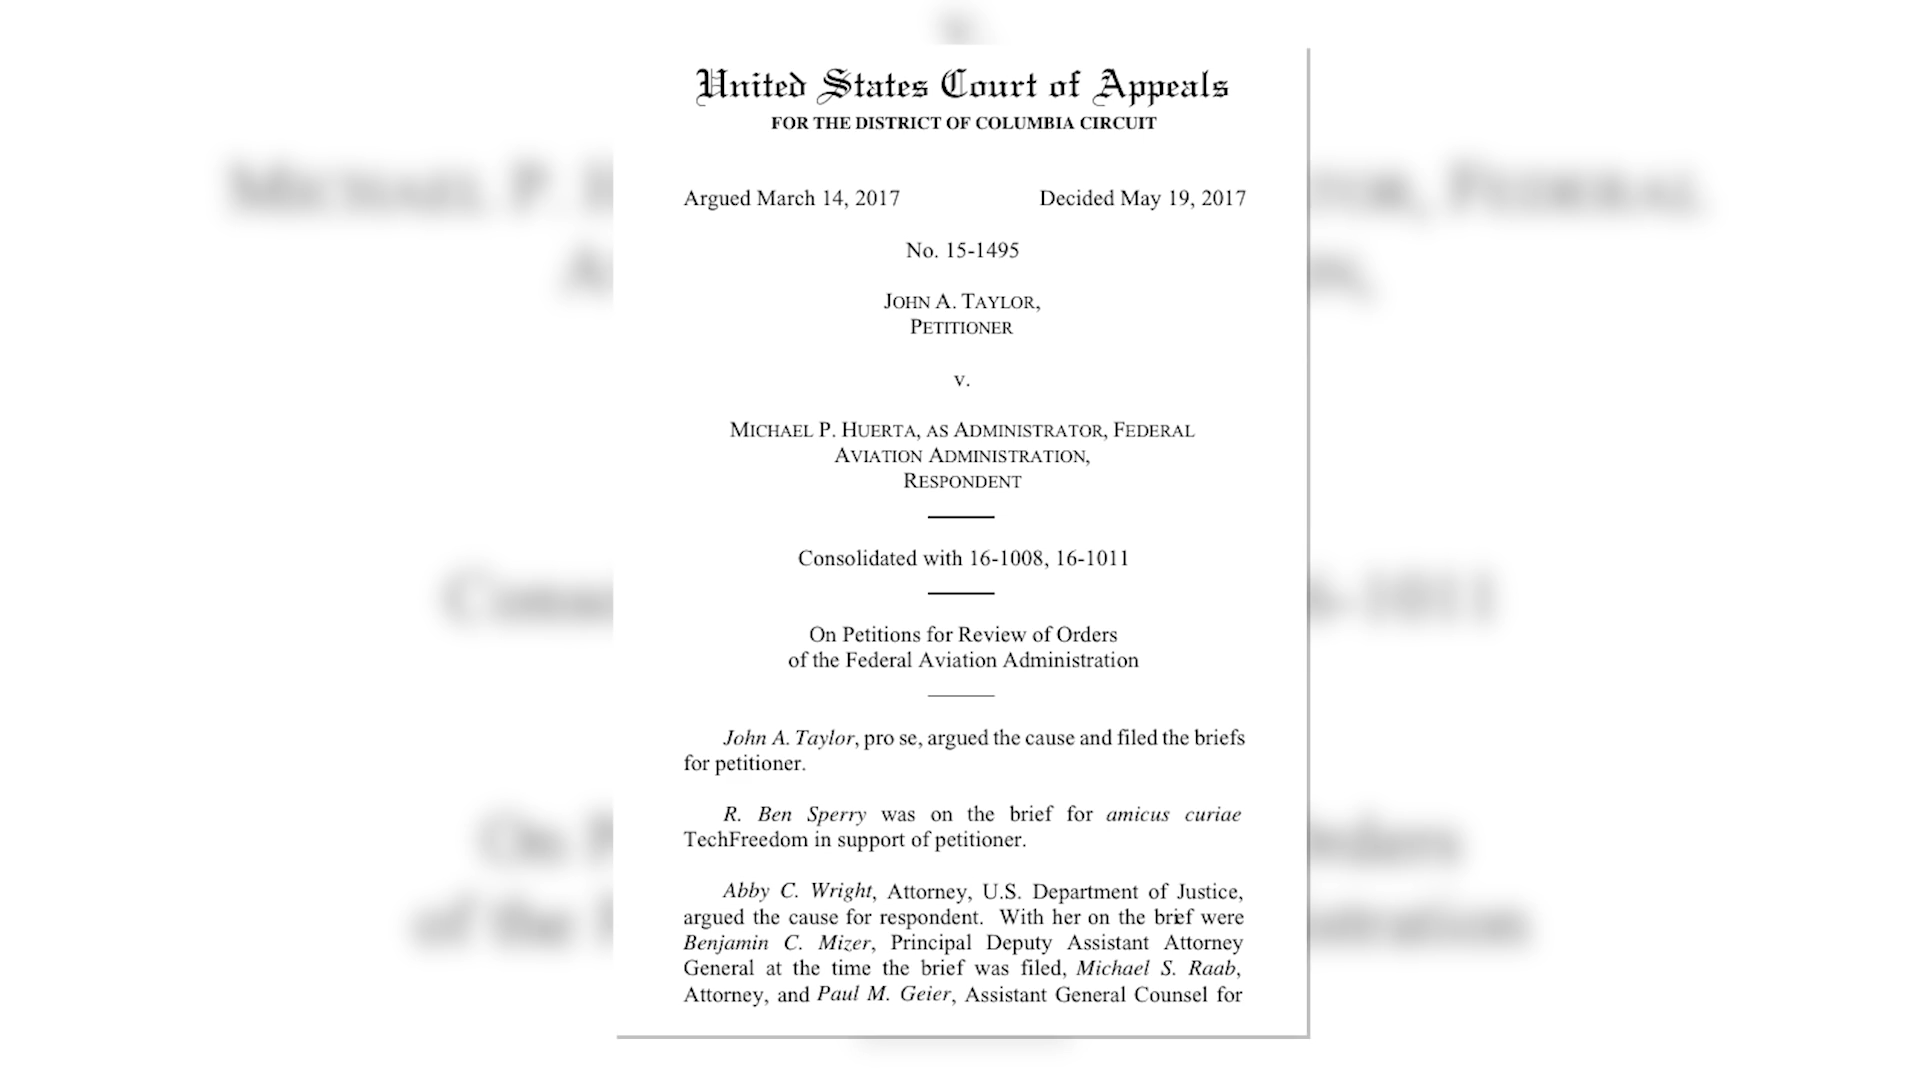 United States Court of Appeals
FOR THE DISTRICT OF COLUMBIA CIRCUIT
Argued March 14, 2017 Decided May 19, 2017
No. 15-1495
JOHN A. TAYLOR,
PETITIONER
v.
MICHAEL P. HUERTA, AS ADMINISTRATOR, FEDERAL
AVIATION ADMINISTRATION,
RESPONDENT
Consolidated with 16-1008, 16-1011
On Petitions for Review of Orders
of the Federal Aviation Administration
John A. Taylor, pro se, argued the cause and filed the briefs
for petitioner.
R. Ben Sperry was on the brief for amicus curiae
TechFreedom in support of petitioner.
Abby C. Wright, Attorney, U.S. Department of Justice,
argued the cause for respondent. With her on the brief were
Benjamin C. Mizer, Principal Deputy Assistant Attorney
General at the time the brief was filed, Michael S. Raab,
Attorney, and Paul M. Geier, Assistant General Counsel for